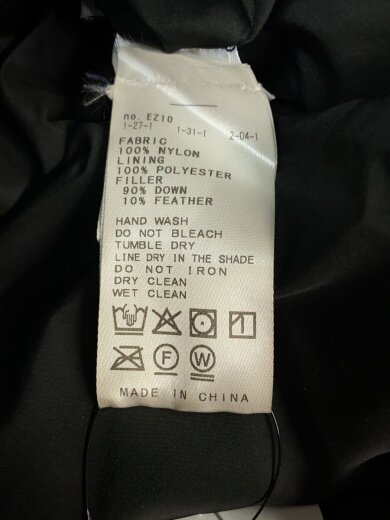 no. EZ10
1-27-1 1-31-1 2-04-1
FABRIC
100% NYLON
LINING
100% POLYESTER
FILLER
90% DOWN
10% FEATHER
HAND WASH
DO NOT BLEACH
TUMBLE DRY
LINE DRY IN THE SHADE
DO NOT IRON
DRY CLEAN
WET CLEAN
F W
MADE IN CHINA